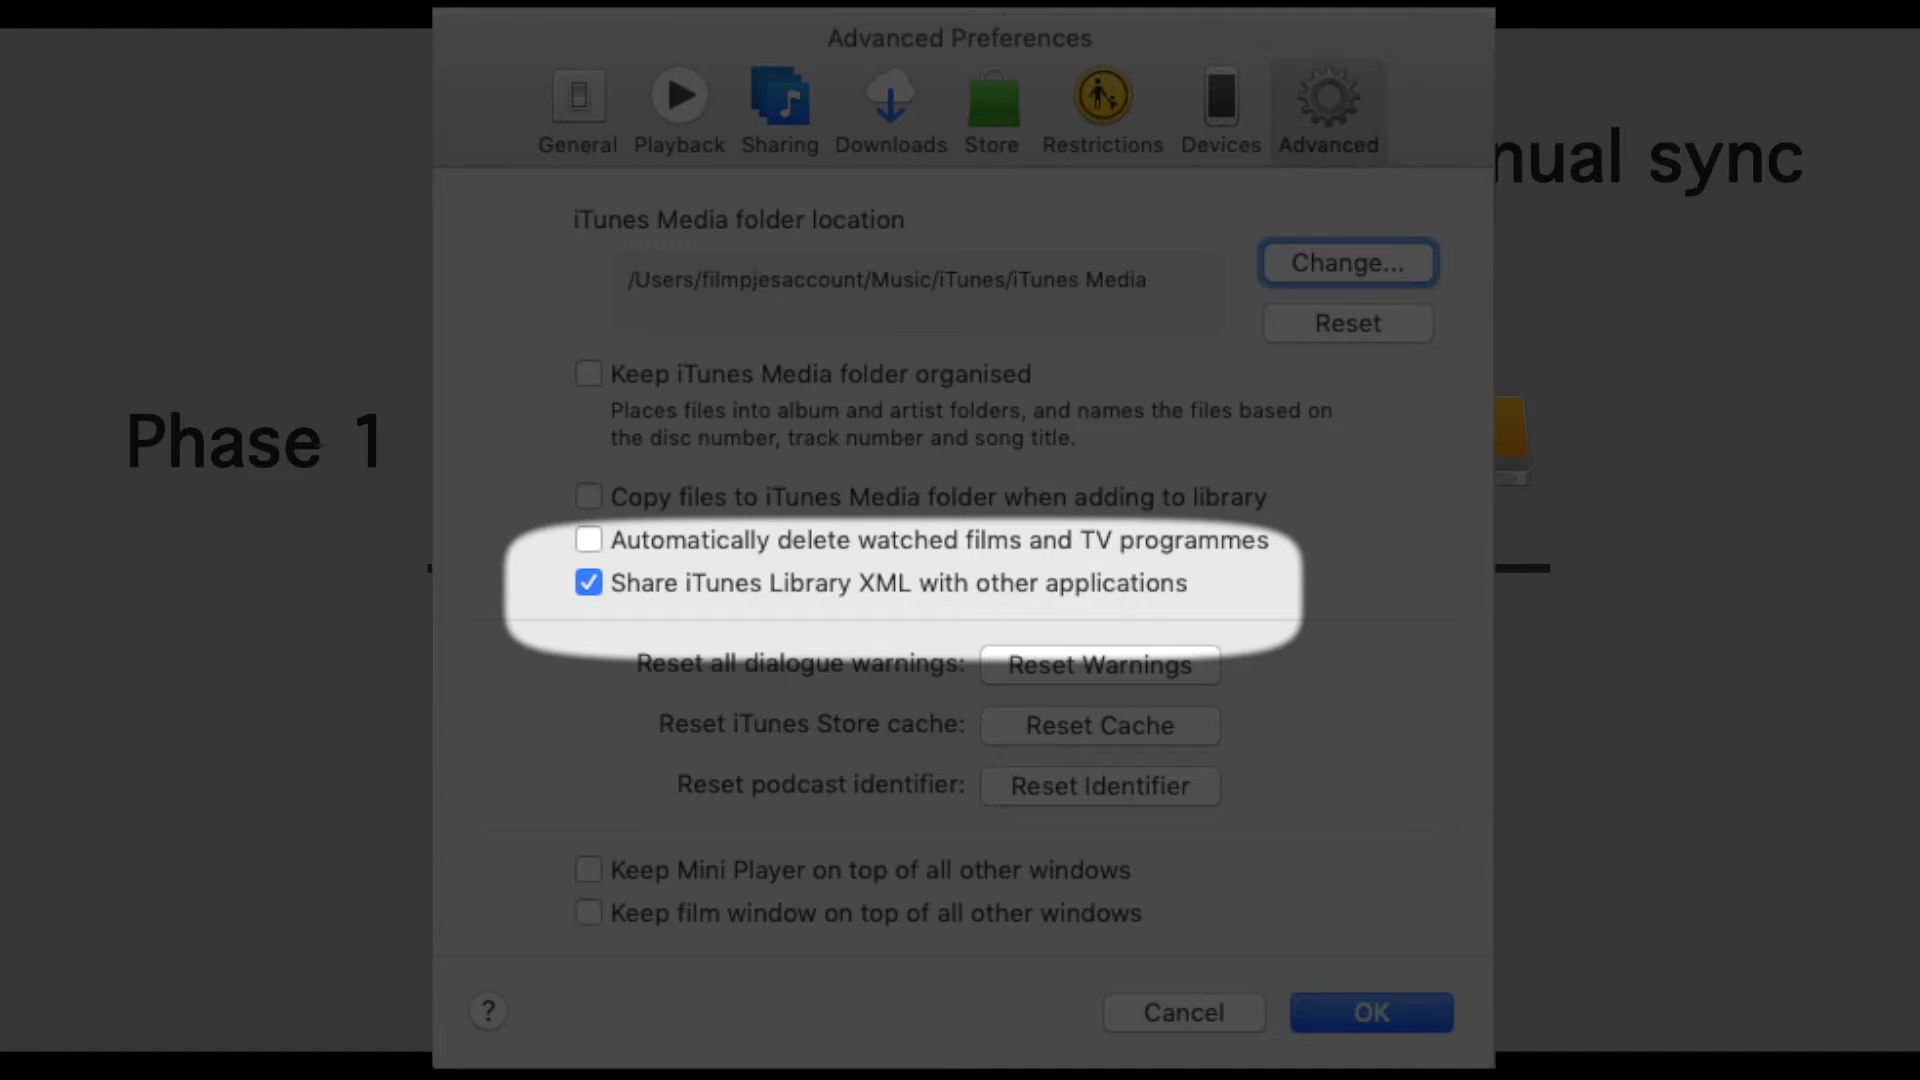 Advanced Preferences
General Playback Sharing Downloads Store Restrictions Devices Advanced
nual sync
iTunes Media folder location
/Users/filmpjesaccount/Music/iTunes/iTunes Media
Change...
Reset
Keep iTunes Media folder organised
Places files into album and artist folders, and names the files based on
the disc number, track number and song title.
Phase 1
Copy files to iTunes Media folder when adding to library
Automatically delete watched films and TV programmes
Share iTunes Library XML with other applications
Reset all dialogue warnings: Reset Warnings
Reset iTunes Store cache: Reset Cache
Reset podcast identifier: Reset Identifier
Keep Mini Player on top of all other windows
Keep film window on top of all other windows
? Cancel OK